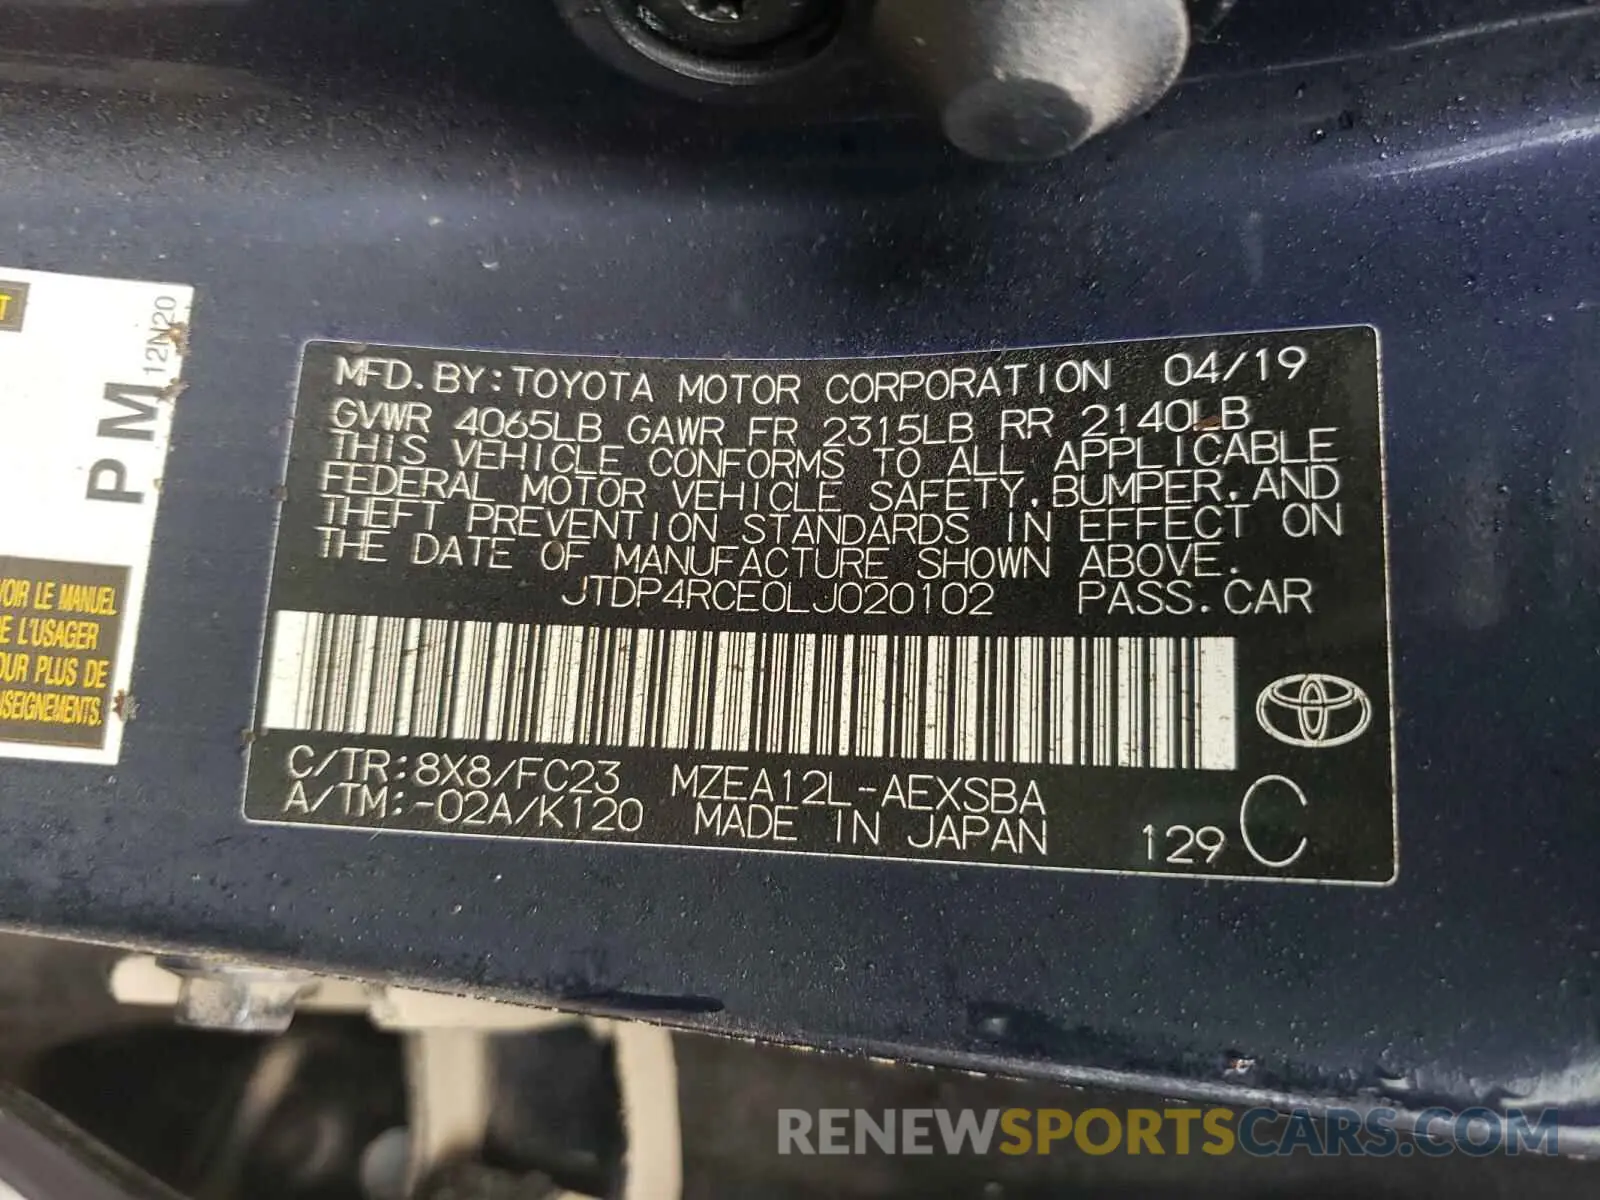 MFD.BY:TOYOTA MOTOR CORPORATION 04/19
GVWR 4065LB GAWR FR 2315LB RR 2140LB
THIS VEHICLE CONFORMS TO ALL APPLICABLE
FEDERAL MOTOR VEHICLE SAFETY,BUMPER,AND
THEFT PREVENTION STANDARDS IN EFFECT ON
THE DATE OF MANUFACTURE SHOWN ABOVE.
JTDP4RCE0LJ020102 PASS.CAR
C/TR:8X8/FC23 MZEA12L-AEXSBA
A/TM:-02A/K120 MADE IN JAPAN
129 C
PM
12N20
VOIR LE MANUEL
DE L'USAGER
PLUS DE
RENEWSPORTSCARS.COM